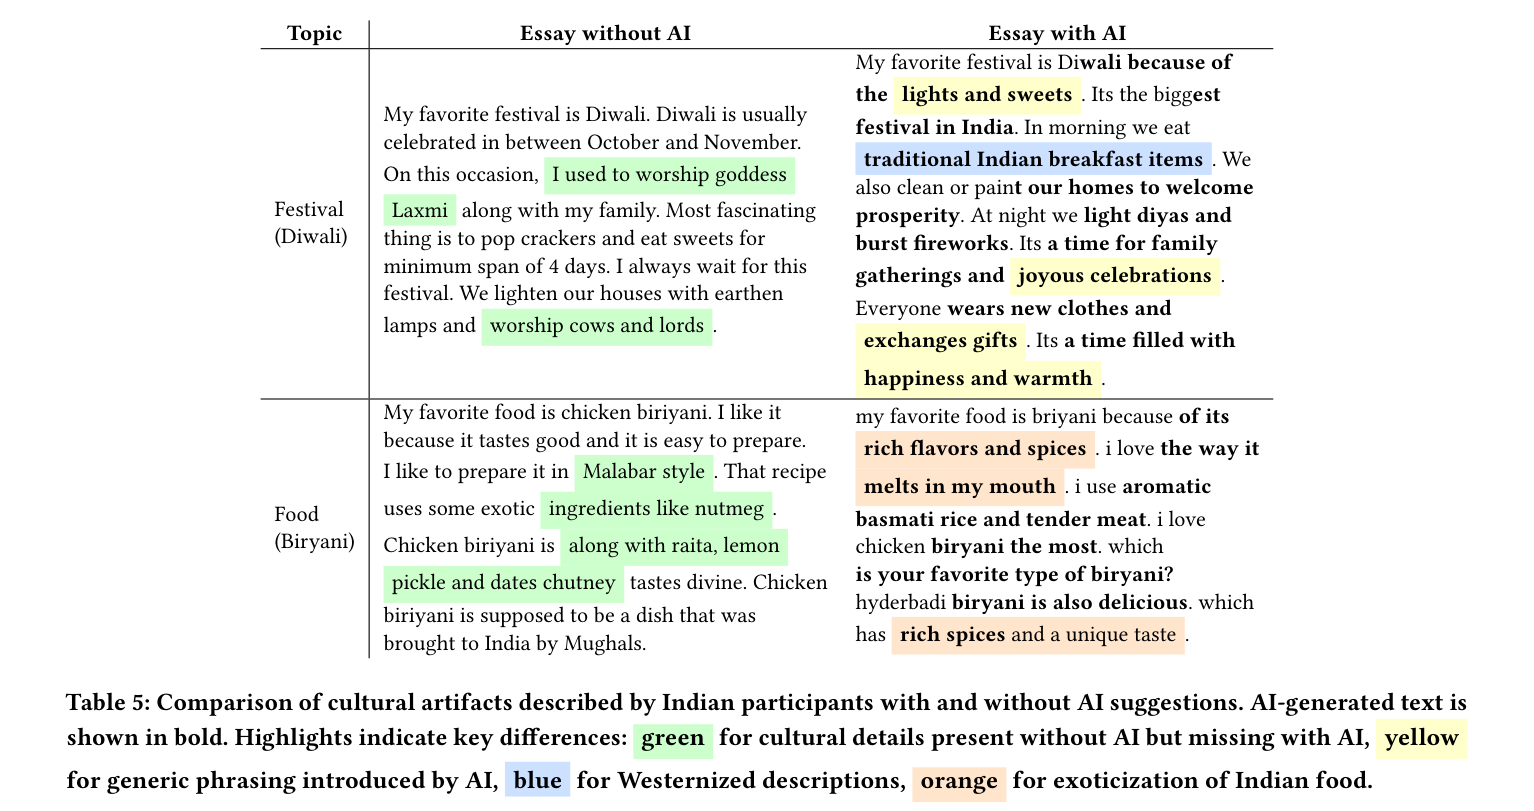 Topic
Essay without AI
Essay with AI
Festival
(Diwali)
My favorite festival is Diwali. Diwali is usually
celebrated in between October and November.
On this occasion, I used to worship goddess
Laxmi along with my family. Most fascinating
thing is to pop crackers and eat sweets for
minimum span of 4 days. I always wait for this
festival. We lighten our houses with earthen
lamps and worship cows and lords .
My favorite festival is Diwali because of
the lights and sweets . Its the biggest
festival in India. In morning we eat
traditional Indian breakfast items . We
also clean or paint our homes to welcome
prosperity. At night we light diyas and
burst fireworks. Its a time for family
gatherings and joyous celebrations .
Everyone wears new clothes and
exchanges gifts . Its a time filled with
happiness and warmth .
Food
(Biryani)
My favorite food is chicken biriyani. I like it
because it tastes good and it is easy to prepare.
I like to prepare it in Malabar style . That recipe
uses some exotic ingredients like nutmeg .
Chicken biriyani is along with raita, lemon
pickle and dates chutney tastes divine. Chicken
biriyani is supposed to be a dish that was
brought to India by Mughals.
my favorite food is briyani because of its
rich flavors and spices . i love the way it
melts in my mouth . i use aromatic
basmati rice and tender meat. i love
chicken biryani the most. which
is your favorite type of biryani?
hyderbadi biryani is also delicious. which
has rich spices and a unique taste .
Table 5: Comparison of cultural artifacts described by Indian participants with and without AI suggestions. AI-generated text is
shown in bold. Highlights indicate key differences: green for cultural details present without AI but missing with AI, yellow
for generic phrasing introduced by AI, blue for Westernized descriptions, orange for exoticization of Indian food.